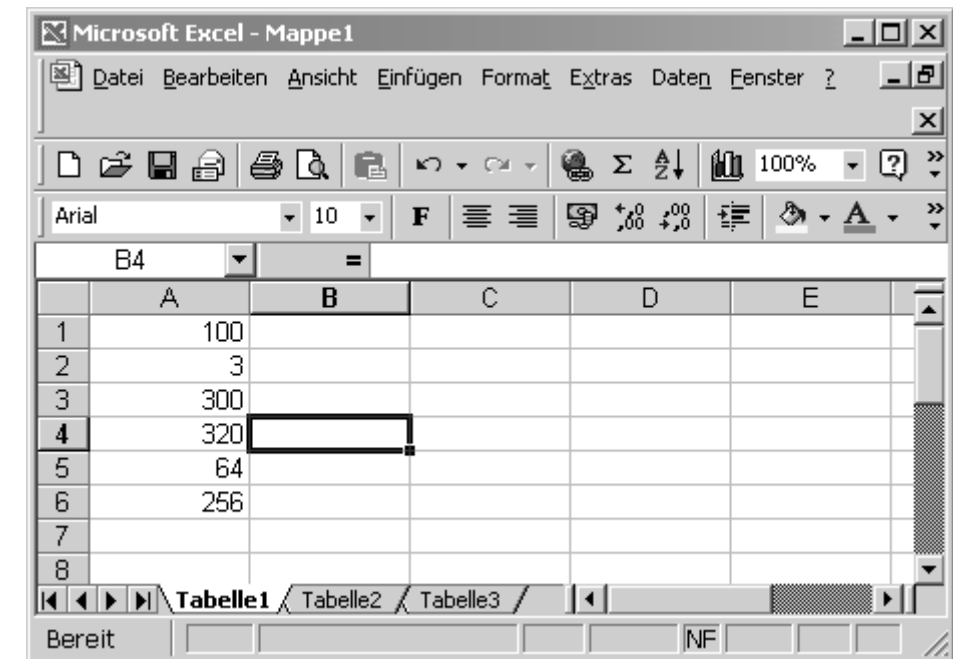 Microsoft Excel - Mappe1
Datei Bearbeiten Ansicht Einfügen Format Extras Daten Fenster ?
100%
Arial 10 F A
B4 =
A B C D E
1 100
2 3
3 300
4 320
5 64
6 256
7
8
Tabelle1 Tabelle2 Tabelle3
Bereit NF